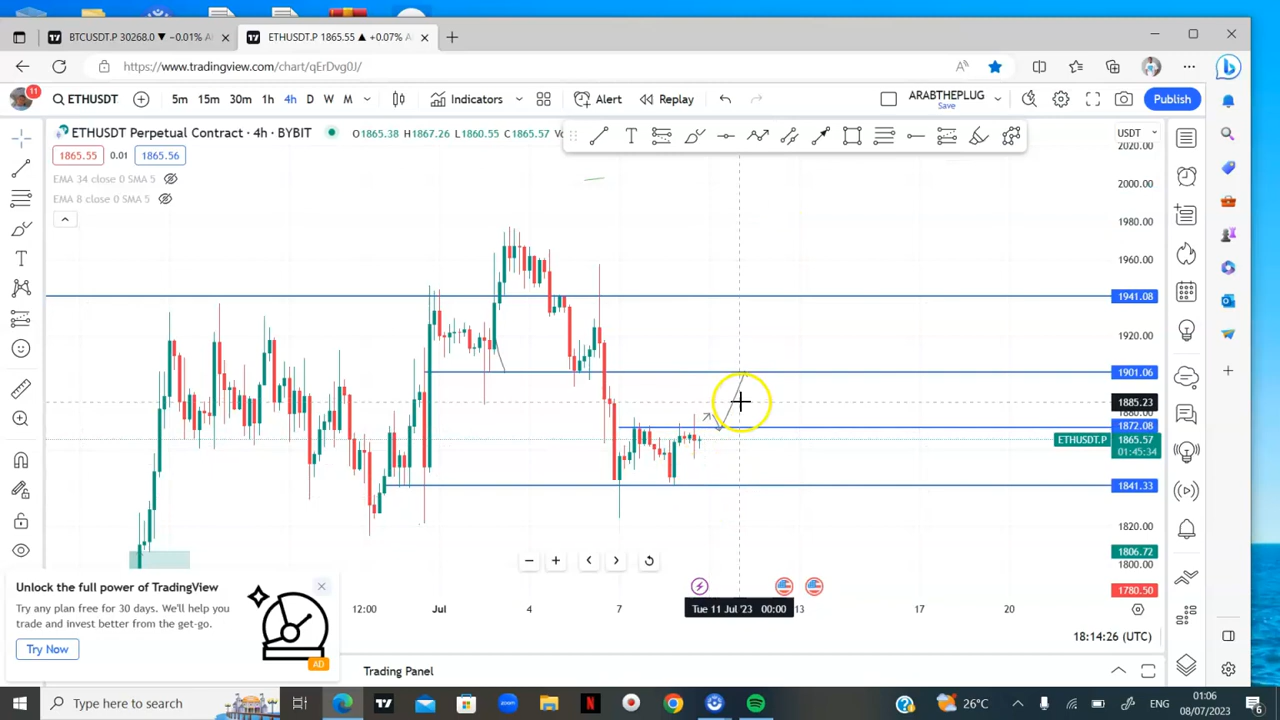 BTCUSDT.P 30268.0 ▼ −0.01%
ETHUSDT.P 1865.55 ▲ +0.07%
https://www.tradingview.com/chart/qErDvg0J/
11
ETHUSDT
5m 15m 30m 1h 4h D W M
Indicators
Alert
Replay
ARABTHEPLUG
Save
Publish
ETHUSDT Perpetual Contract · 4h · BYBIT
O1865.38 H1867.26 L1860.55 C1865.57
USDT
1865.55 0.01 1865.56
EMA 34 close 0 SMA 5
EMA 8 close 0 SMA 5
2020.00
2000.00
1980.00
1960.00
1941.08
1920.00
1901.06
1885.23
1880.00
1872.08
ETHUSDT.P 1865.57
01:45:34
1841.33
1820.00
1806.72
1800.00
1780.50
Unlock the full power of TradingView
Try any plan free for 30 days. We'll help you
trade and invest better from the get-go.
Try Now
AD
12:00 Jul 4 7 Tue 11 Jul '23 00:00 13 17 20
18:14:26 (UTC)
Trading Panel
Type here to search
26°C
ENG
01:06
08/07/2023
6